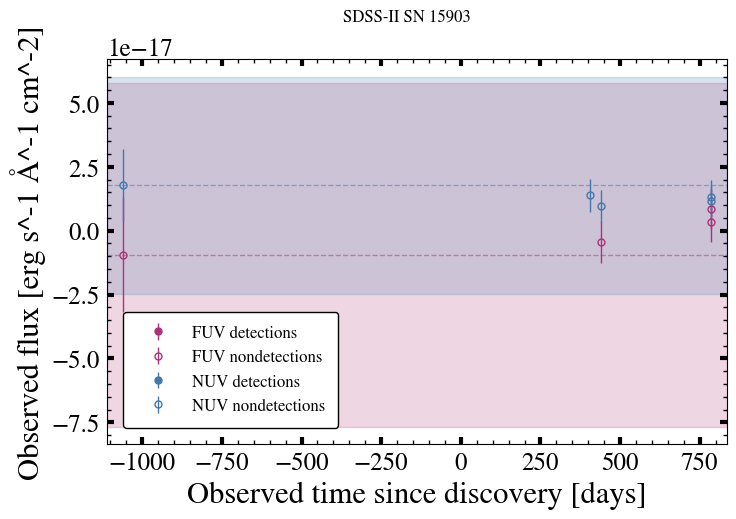 SDSS-II SN 15903
1e−17
Observed flux [erg s^-1 Å^-1 cm^-2]
5.0
2.5
0.0
−2.5
−5.0
−7.5
FUV detections
FUV nondetections
NUV detections
NUV nondetections
−1000 −750 −500 −250 0 250 500 750
Observed time since discovery [days]